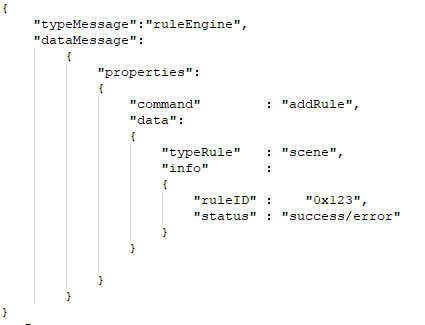 {
"typeMessage":"ruleEngine",
"dataMessage":
{
"properties":
{
"command" : "addRule",
"data":
{
"typeRule" : "scene",
"info" :
{
"ruleID" : "0x123",
"status" : "success/error"
}
}
}
}
}